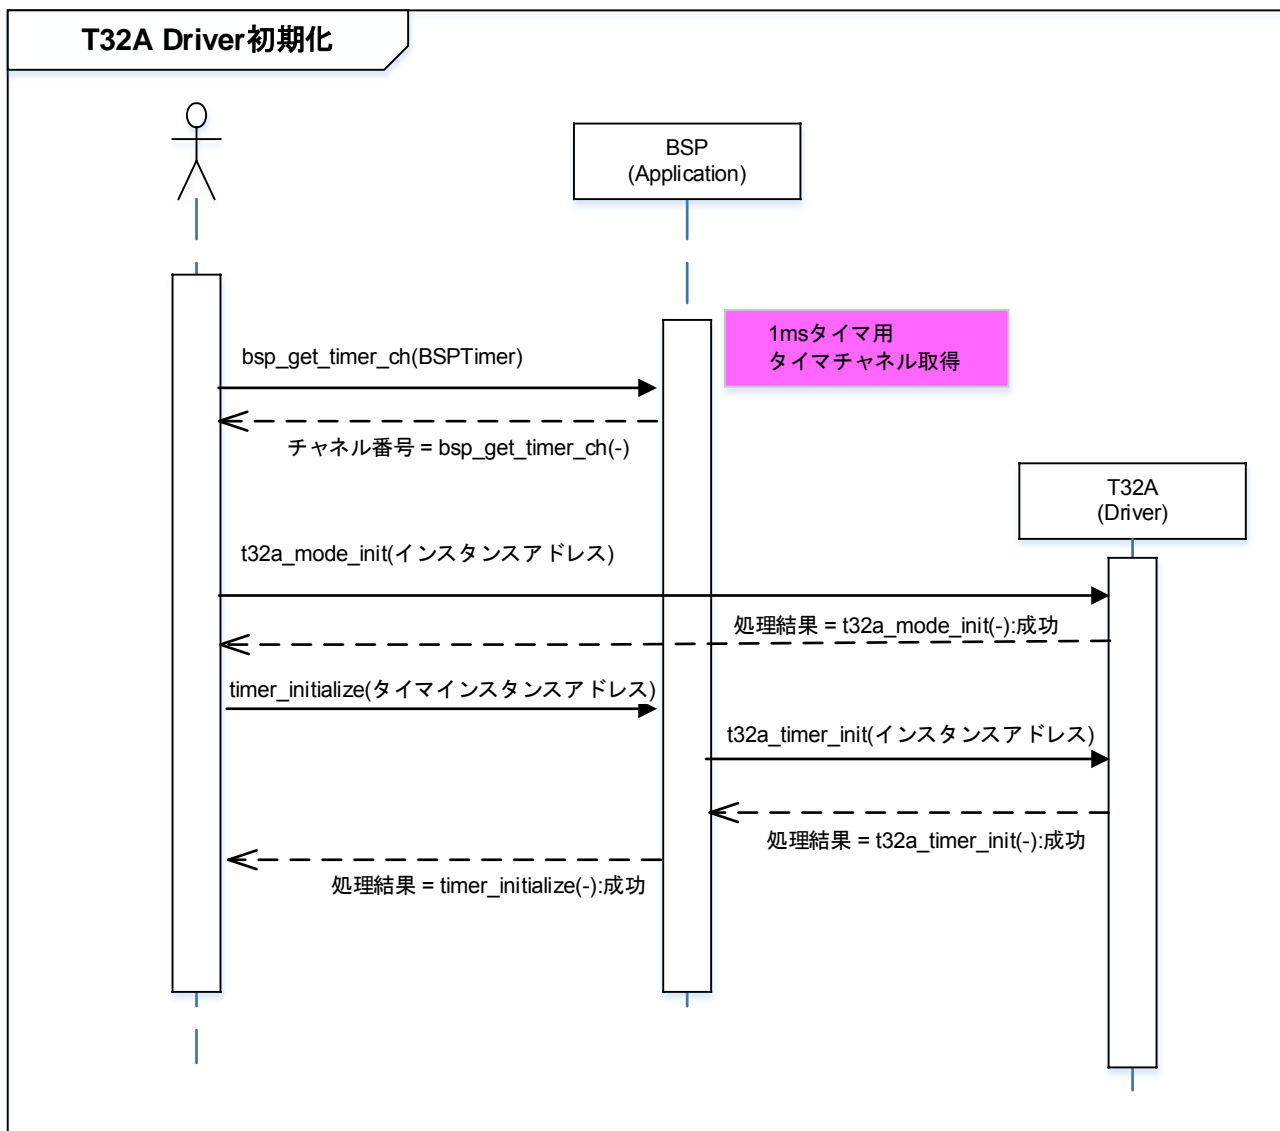 T32A Driver初期化
BSP
(Application)
1msタイマ用
タイマチャネル取得
bsp_get_timer_ch(BSPTimer)
チャネル番号 = bsp_get_timer_ch(-)
T32A
(Driver)
t32a_mode_init(インスタンスアドレス)
処理結果 = t32a_mode_init(-):成功
timer_initialize(タイマインスタンスアドレス)
t32a_timer_init(インスタンスアドレス)
処理結果 = t32a_timer_init(-):成功
処理結果 = timer_initialize(-):成功